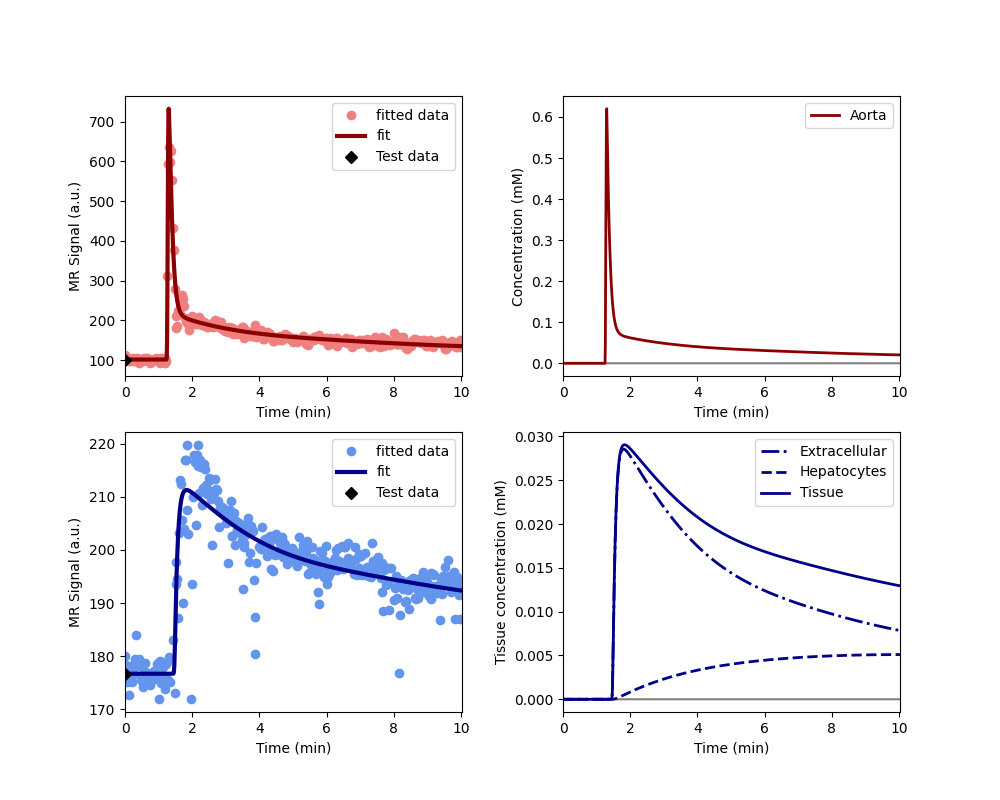 700
600
500
400
300
200
100
MR Signal (a.u.)
0 2 4 6 8 10
Time (min)
fitted data
fit
Test data
0.6
0.5
0.4
0.3
0.2
0.1
0.0
Concentration (mM)
0 2 4 6 8 10
Time (min)
Aorta
220
210
200
190
180
170
MR Signal (a.u.)
0 2 4 6 8 10
Time (min)
fitted data
fit
Test data
0.030
0.025
0.020
0.015
0.010
0.005
0.000
Tissue concentration (mM)
0 2 4 6 8 10
Time (min)
Extracellular
Hepatocytes
Tissue